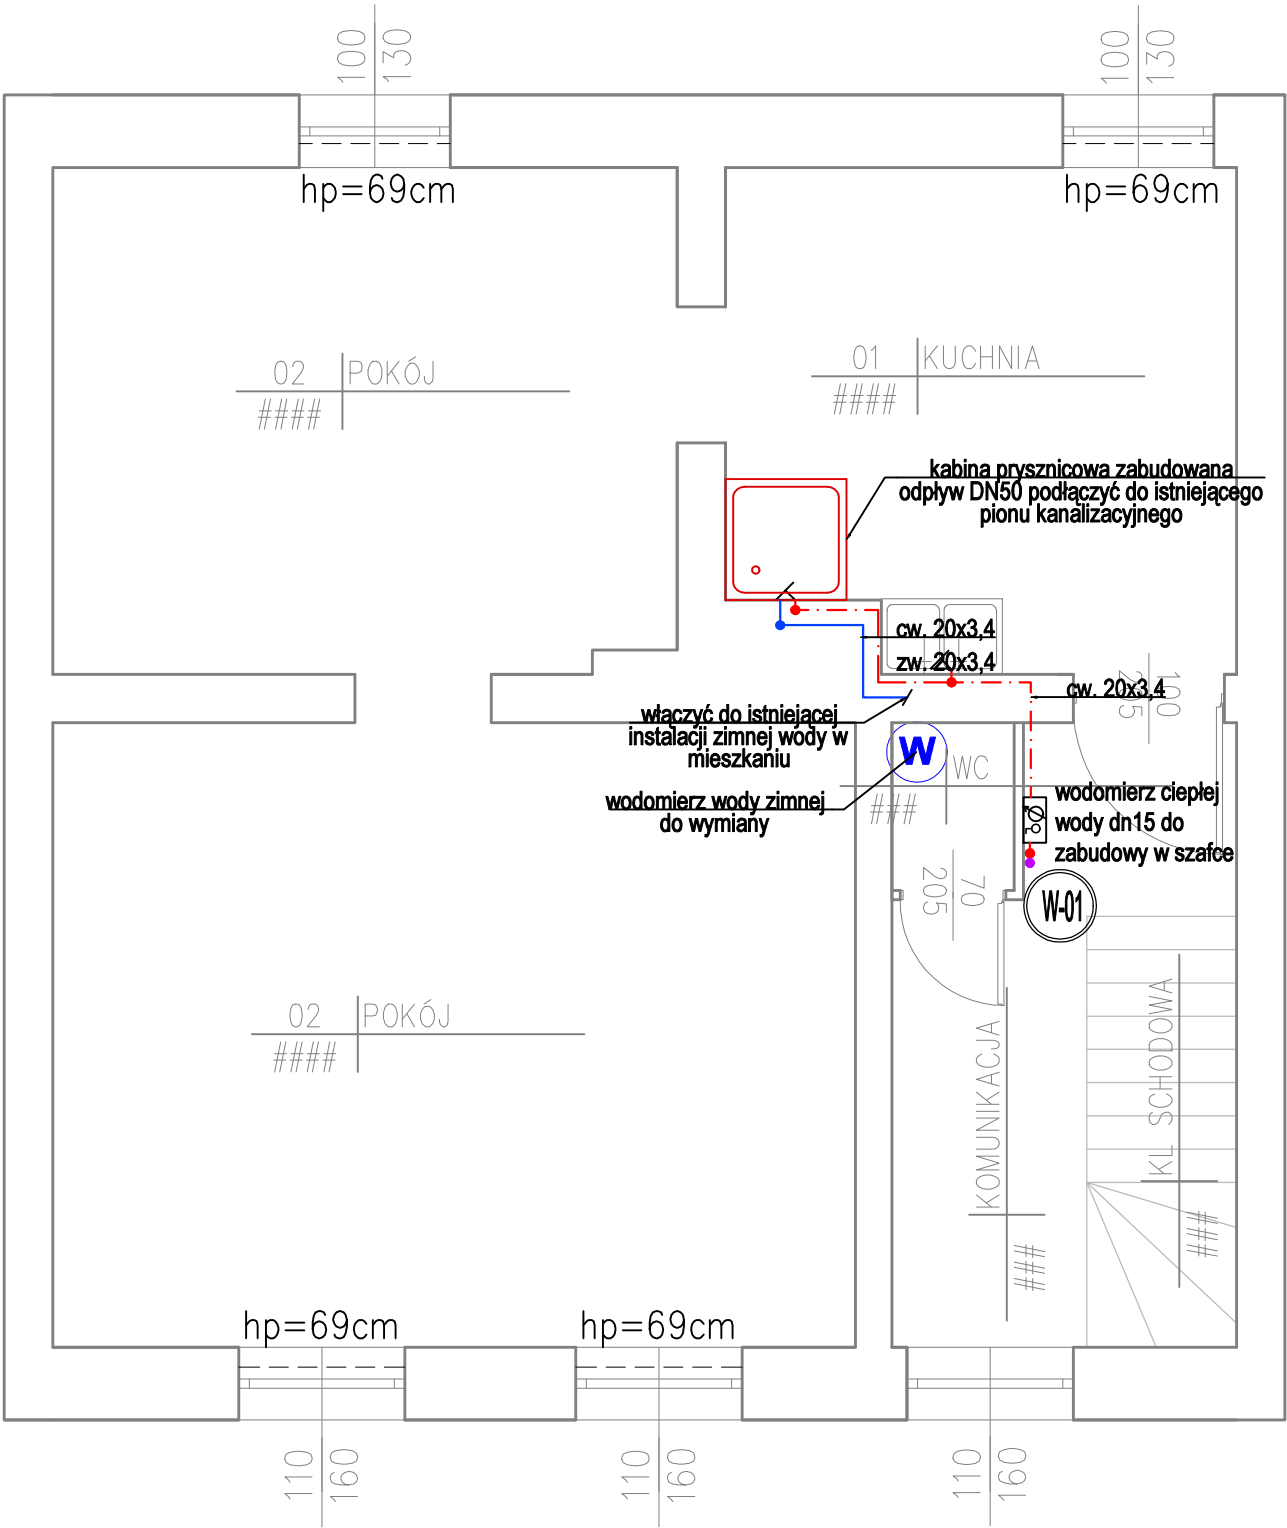 100
130
100
130
hp=69cm
hp=69cm
02 POKÓJ
####
01 KUCHNIA
####
kabina prysznicowa zabudowana
odpływ DN50 podłączyć do istniejącego
pionu kanalizacyjnego
cw. 20x3,4
zw. 20x3,4
cw. 20x3,4
100
205
włączyć do istniejącej
instalacji zimnej wody w
mieszkaniu
W
WC
###
wodomierz wody zimnej
do wymiany
wodomierz ciepłej
wody dn15 do
zabudowy w szafce
70
205
W-01
02 POKÓJ
####
KOMUNIKACJA
###
KL SCHODOWA
###
hp=69cm
hp=69cm
110
160
110
160
110
160